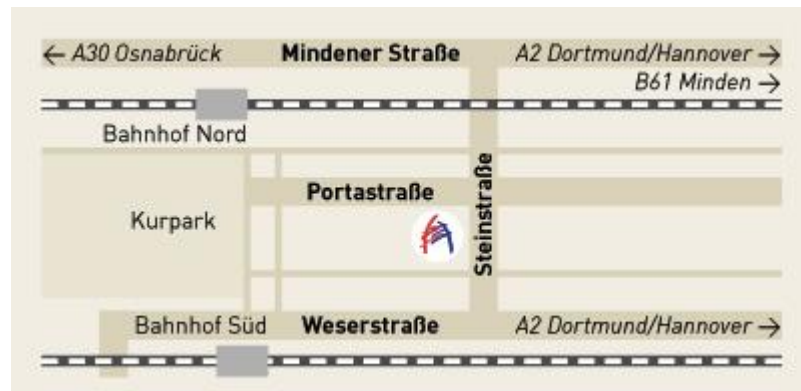 ← A30 Osnabrück Mindener Straße A2 Dortmund/Hannover →
B61 Minden →
Bahnhof Nord
Portastraße
Steinstraße
Kurpark
Bahnhof Süd Weserstraße A2 Dortmund/Hannover →